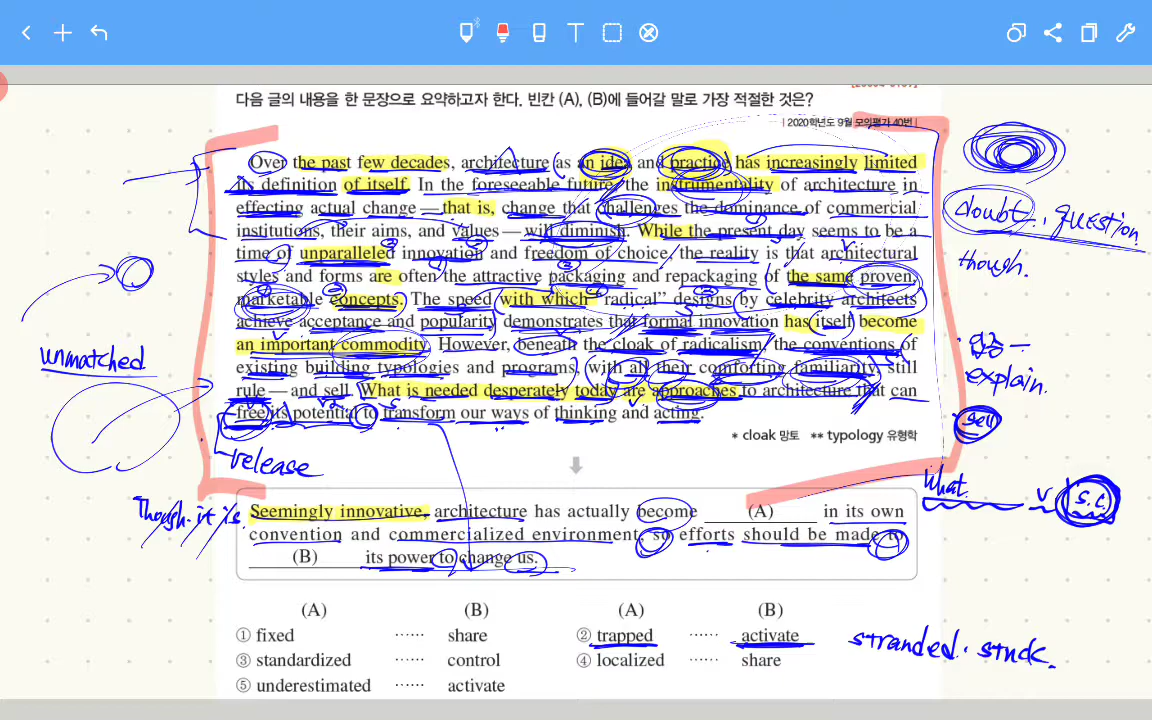 다음 글의 내용을 한 문장으로 요약하고자 한다. 빈칸 (A), (B)에 들어갈 말로 가장 적절한 것은?
| 2020학년도 9월 모의평가 40번 |
Over the past few decades, architecture as an idea and practice has increasingly limited
its definition of itself. In the foreseeable future, the instrumentality of architecture in
effecting actual change — that is, change that challenges the dominance of commercial
institutions, their aims, and values — will diminish. While the present day seems to be a
time of unparalleled innovation and freedom of choice, the reality is that architectural
styles and forms are often the attractive packaging and repackaging of the same proven,
marketable concepts. The speed with which "radical" designs by celebrity architects
achieve acceptance and popularity demonstrates that formal innovation has itself become
an important commodity. However, beneath the cloak of radicalism, the conventions of
existing building typologies and programs, with all their comforting familiarity, still
rule — and sell. What is needed desperately today are approaches to architecture that can
free its potential to transform our ways of thinking and acting.
* cloak 망토 ** typology 유형학
doubt. question
though.
unmatched
explain.
sell
release
What
v
S.C.
Though. it is
Seemingly innovative, architecture has actually become (A) in its own
convention and commercialized environment, so efforts should be made to
(B) its power to change us.
(A) (B) (A) (B)
① fixed ⋯⋯ share ② trapped ⋯⋯ activate
stranded. stuck.
③ standardized ⋯⋯ control ④ localized ⋯⋯ share
⑤ underestimated ⋯⋯ activate